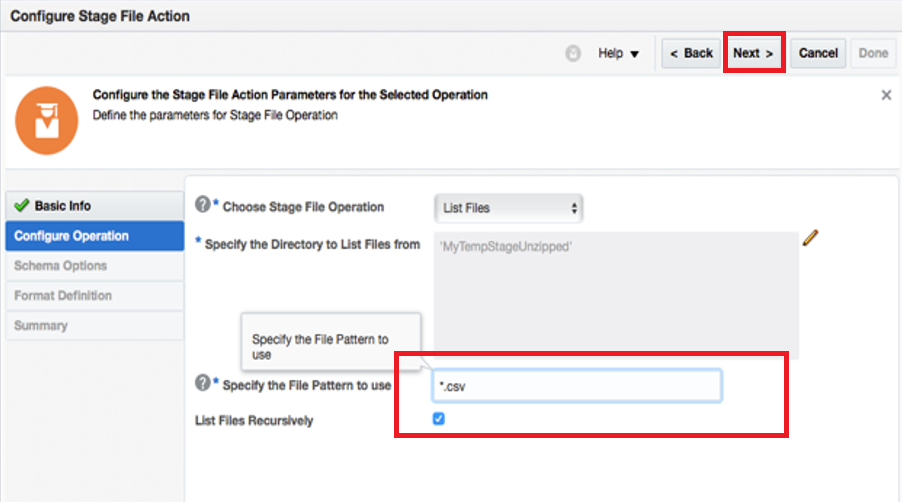 Configure Stage File Action
Help
< Back
Next >
Cancel
Done
Configure the Stage File Action Parameters for the Selected Operation
Define the parameters for Stage File Operation
Basic Info
Configure Operation
Schema Options
Format Definition
Summary
* Choose Stage File Operation
List Files
* Specify the Directory to List Files from
'MyTempStageUnzipped'
Specify the File Pattern to
use
* Specify the File Pattern to use
*.csv
List Files Recursively